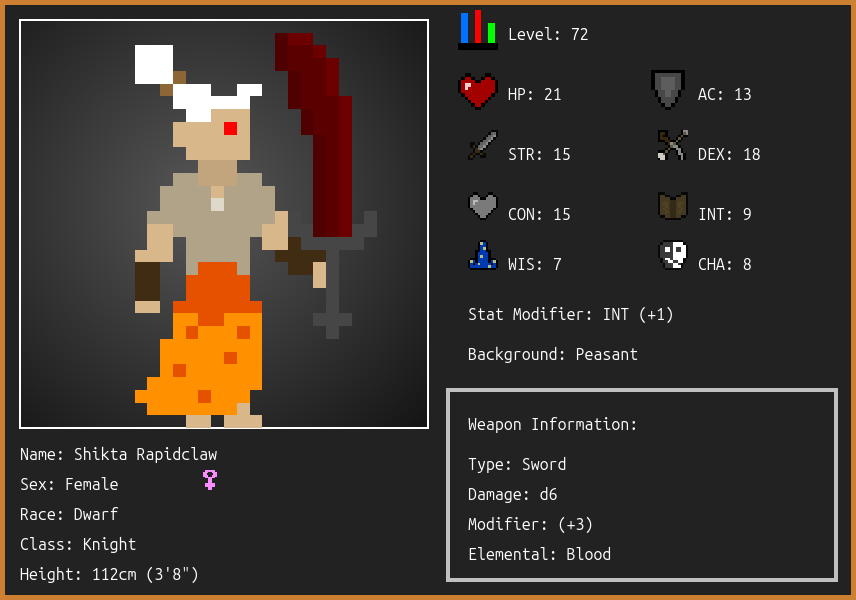 Level: 72
HP: 21
AC: 13
STR: 15
DEX: 18
CON: 15
INT: 9
WIS: 7
CHA: 8
Stat Modifier: INT (+1)
Background: Peasant
Weapon Information:
Type: Sword
Damage: d6
Modifier: (+3)
Elemental: Blood
Name: Shikta Rapidclaw
Sex: Female
Race: Dwarf
Class: Knight
Height: 112cm (3'8")